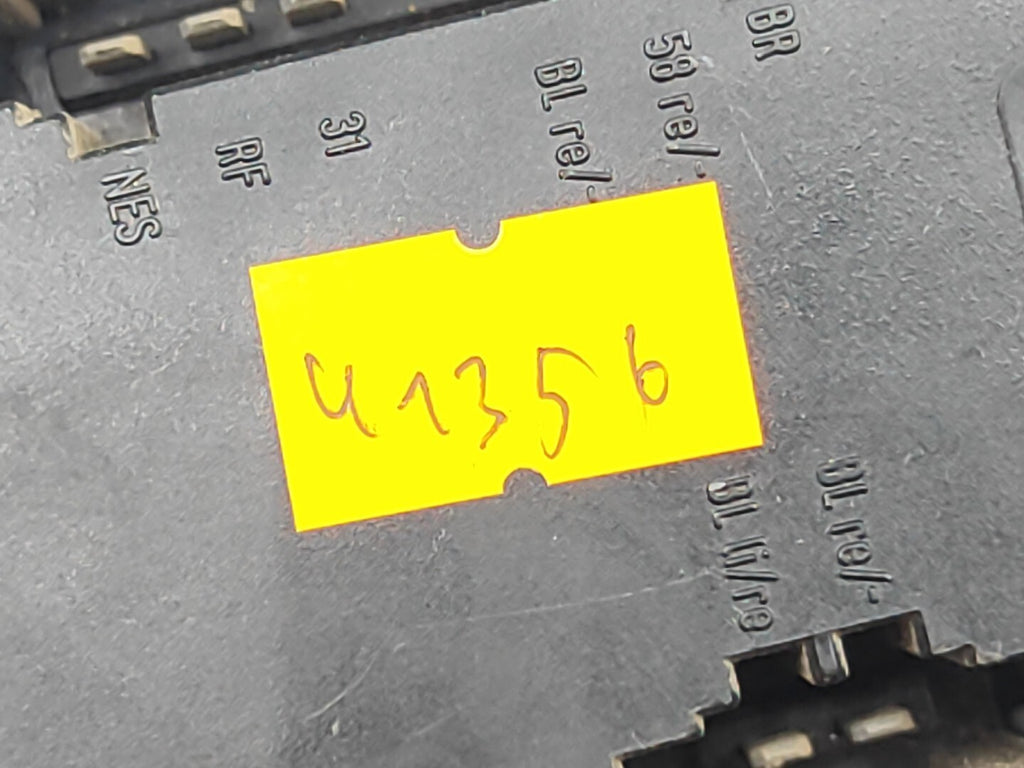 NES
RF
31
BL re/-
58 re/-
BR
41356
BL li/re
BL re/-